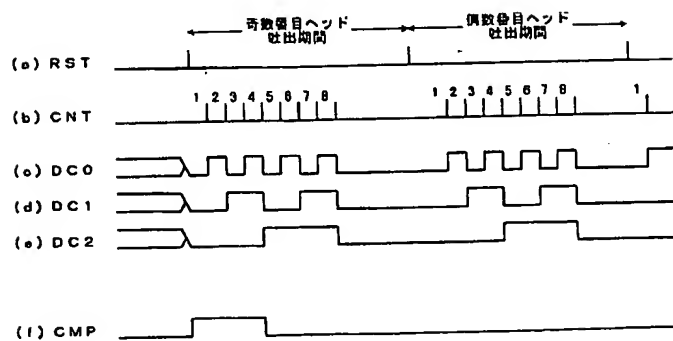 奇数番目ヘッド
吐出期間
偶数番目ヘッド
吐出期間
(a) RST
1 2 3 4 5 6 7 8
1 2 3 4 5 6 7 8
1
(b) CNT
(c) DC0
(d) DC1
(e) DC2
(f) CMP